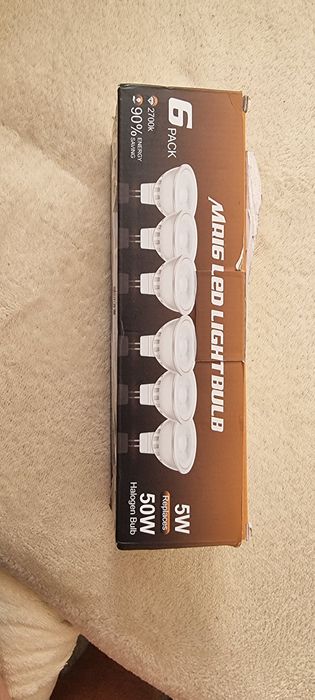 MR16 LED LIGHTBULB
6
PACK
2700k
90% ENERGY
SAVING
5W
Replaces
50W
Halogen Bulb